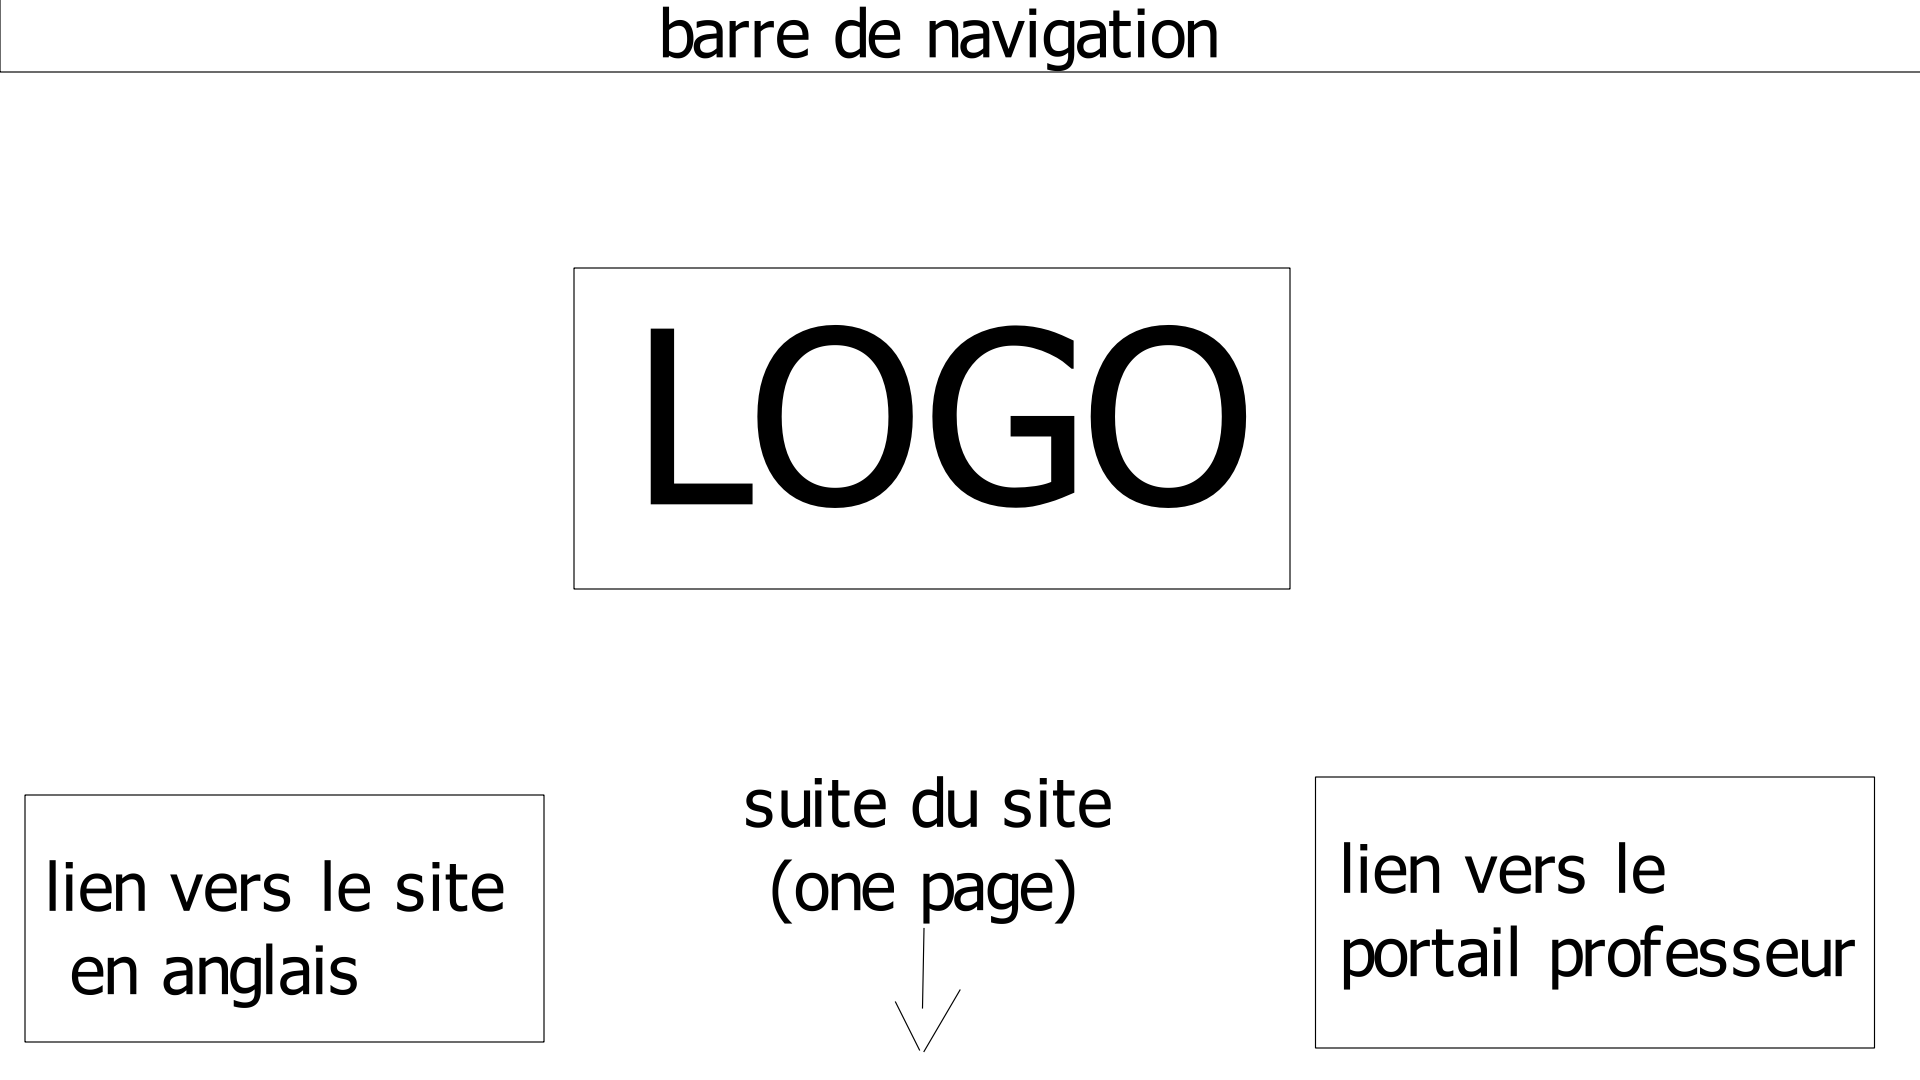 barre de navigation
LOGO
suite du site
(one page)
lien vers le site
en anglais
lien vers le
portail professeur